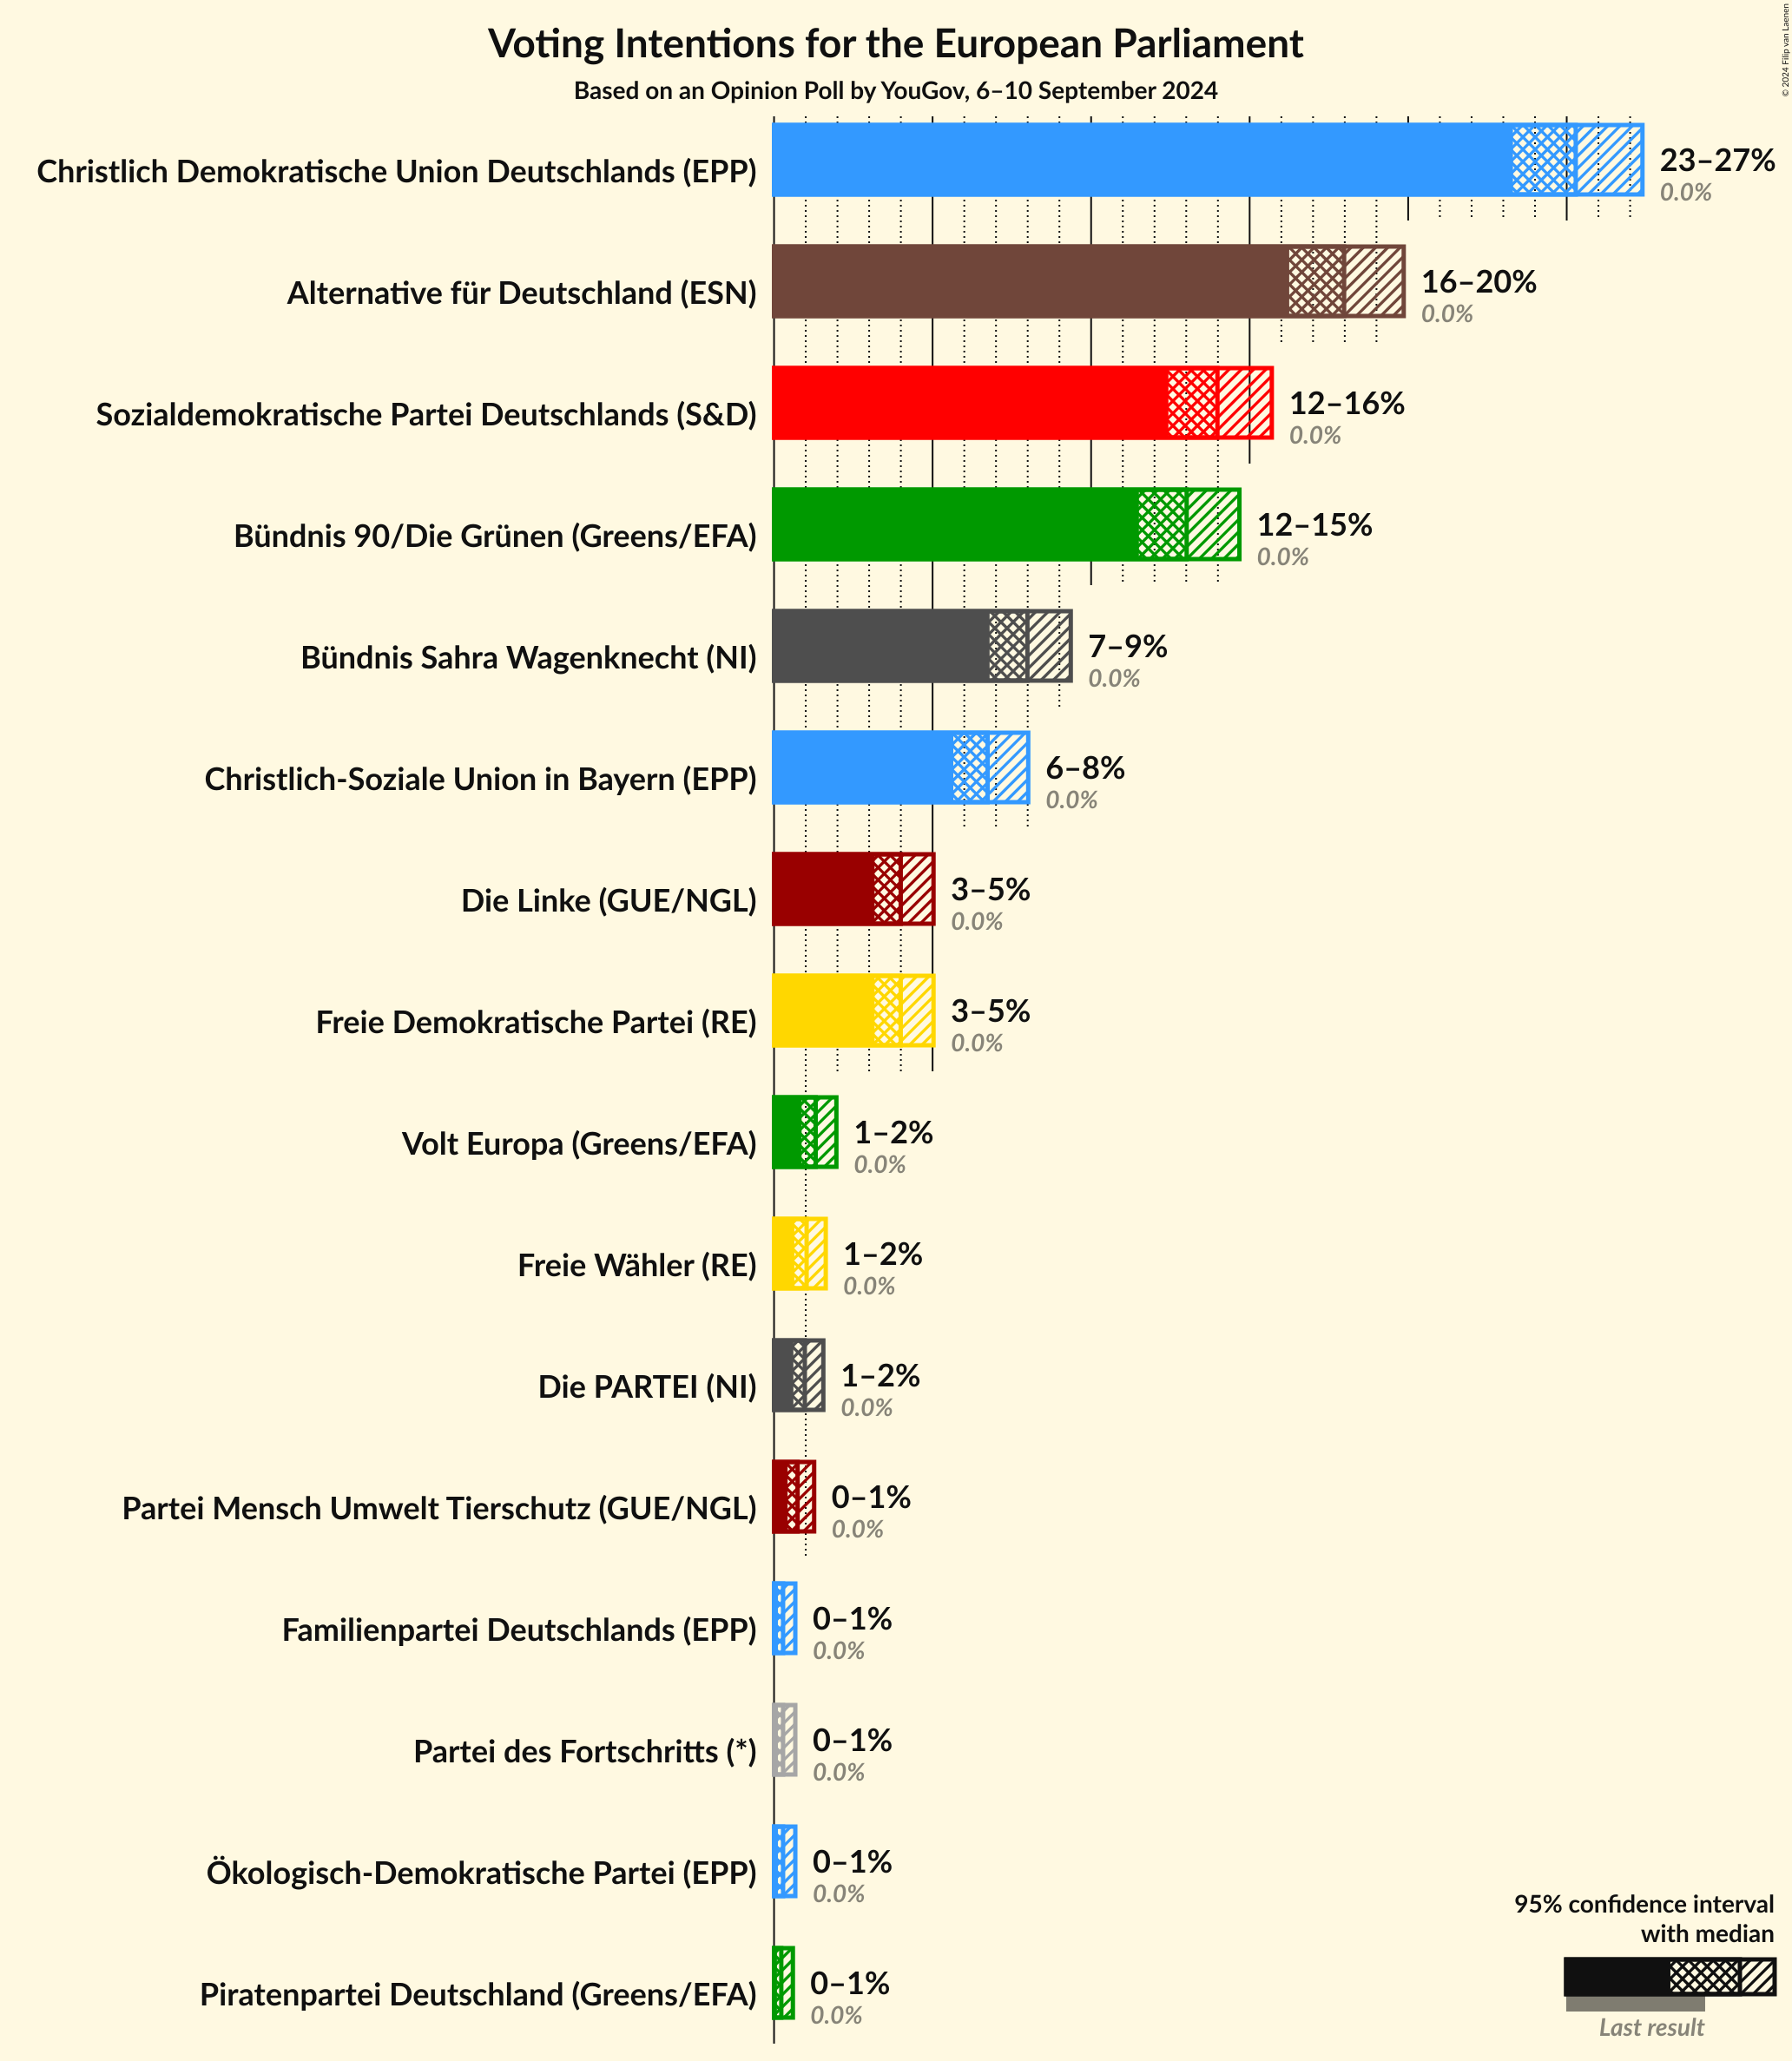 Voting Intentions for the European Parliament
Based on an Opinion Poll by YouGov, 6–10 September 2024
© 2024 Filip van Laenen
Christlich Demokratische Union Deutschlands (EPP)
23–27%
0.0%
Alternative für Deutschland (ESN)
16–20%
0.0%
Sozialdemokratische Partei Deutschlands (S&D)
12–16%
0.0%
Bündnis 90/Die Grünen (Greens/EFA)
12–15%
0.0%
Bündnis Sahra Wagenknecht (NI)
7–9%
0.0%
Christlich-Soziale Union in Bayern (EPP)
6–8%
0.0%
Die Linke (GUE/NGL)
3–5%
0.0%
Freie Demokratische Partei (RE)
3–5%
0.0%
Volt Europa (Greens/EFA)
1–2%
0.0%
Freie Wähler (RE)
1–2%
0.0%
Die PARTEI (NI)
1–2%
0.0%
Partei Mensch Umwelt Tierschutz (GUE/NGL)
0–1%
0.0%
Familienpartei Deutschlands (EPP)
0–1%
0.0%
Partei des Fortschritts (*)
0–1%
0.0%
Ökologisch-Demokratische Partei (EPP)
0–1%
0.0%
Piratenpartei Deutschland (Greens/EFA)
0–1%
0.0%
95% confidence interval
with median
Last result